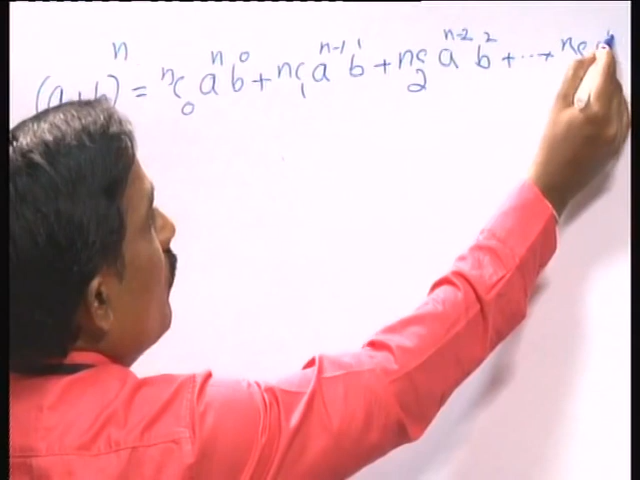 (a+b)ⁿ = ⁿC₀ aⁿ b⁰ + nC₁ aⁿ⁻¹ b¹ + nC₂ aⁿ⁻² b² + ··· + ⁿC